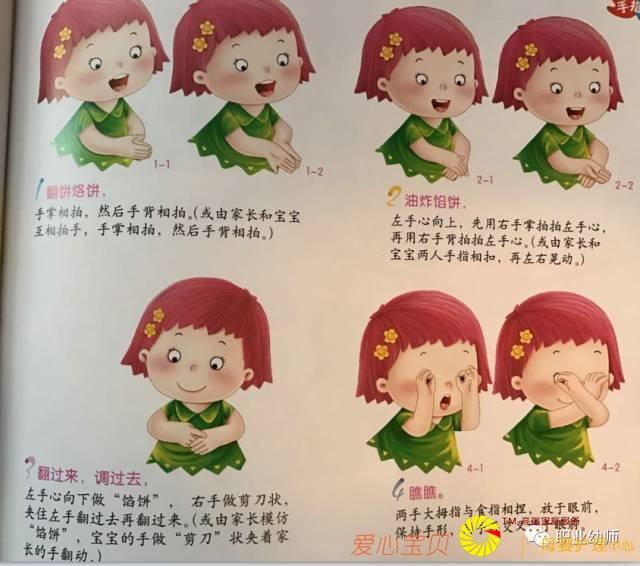 手指
1-1
1-2
2-1
2-2
1 翻饼烙饼，
手掌相拍，然后手背相拍。（或由家长和宝宝
互相拍手，手掌相拍，然后手背相拍。）
2 油炸馅饼，
左手心向上，先用右手掌拍拍左手心，
再用右手背拍拍左手心。（或由家长和
宝宝两人手指相扣，再左右晃动。）
3 翻过来，调过去，
左手心向下做“馅饼”，右手做剪刀状，
夹住左手翻过去再翻过来。（或由家长模仿
“馅饼”，宝宝的手做“剪刀”状夹着家
长的手翻动。）
4-1
4-2
4 瞧瞧。
两手大拇指与食指相捏，放于眼前，
保持手形，
眼前。
爱心宝贝
TM 高端家庭服务
母婴护理中心
职业幼师